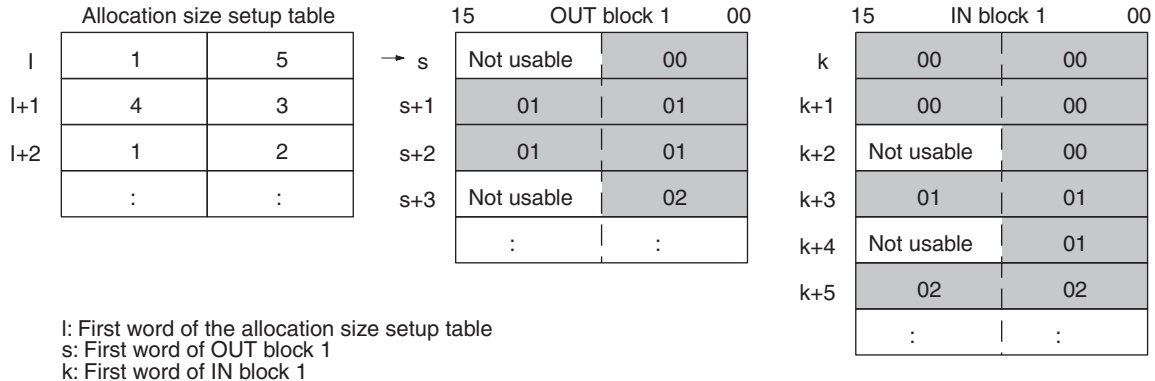 Allocation size setup table
l 1 5
l+1 4 3
l+2 1 2
: :
15 OUT block 1 00
→ s Not usable 00
s+1 01 01
s+2 01 01
s+3 Not usable 02
: :
15 IN block 1 00
k 00 00
k+1 00 00
k+2 Not usable 00
k+3 01 01
k+4 Not usable 01
k+5 02 02
: :
l: First word of the allocation size setup table
s: First word of OUT block 1
k: First word of IN block 1